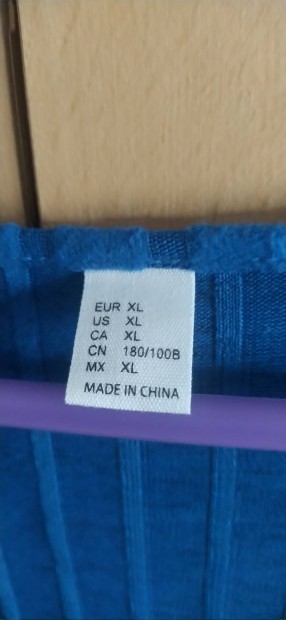 EUR XL
US XL
CA XL
CN 180/100B
MX XL
MADE IN CHINA